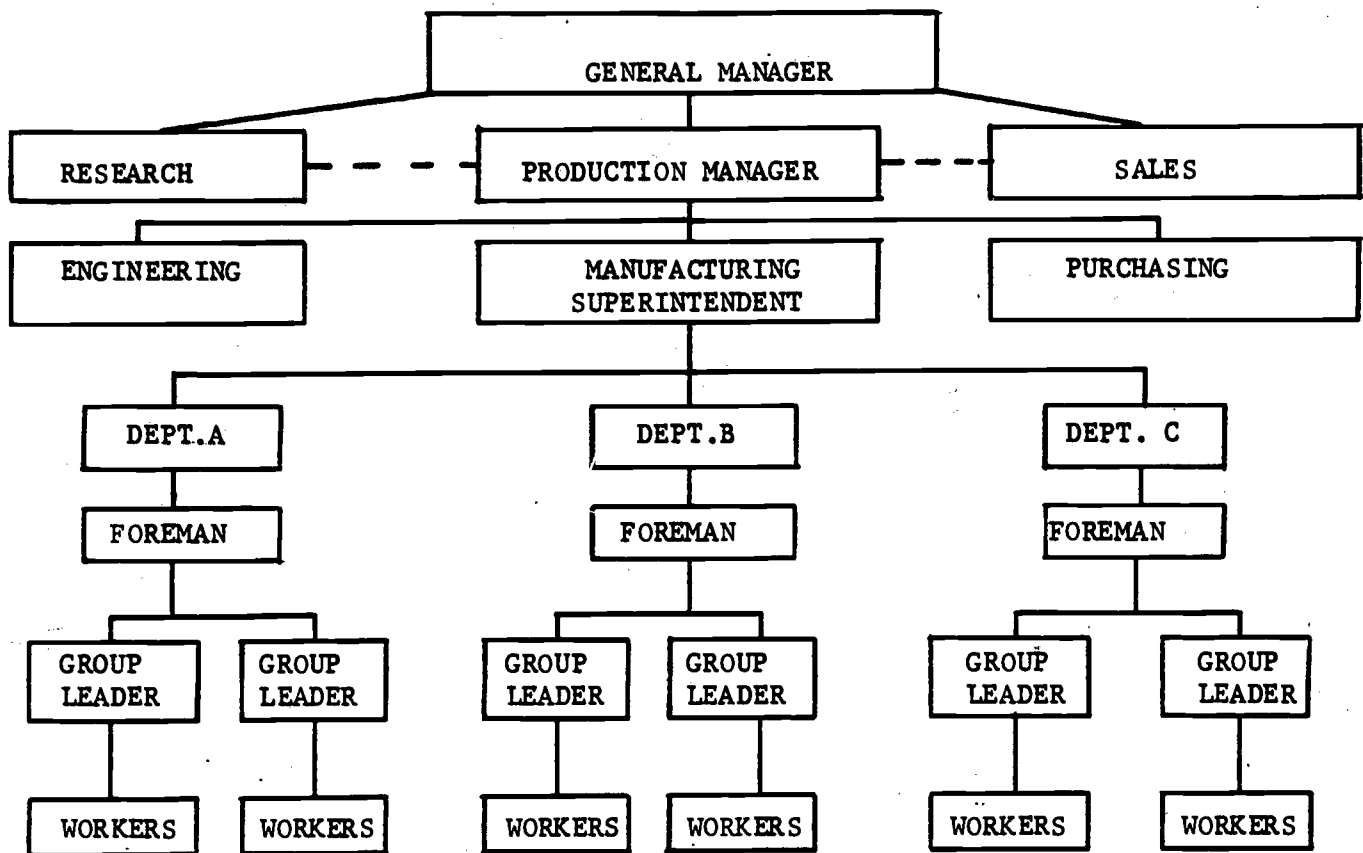 GENERAL MANAGER
RESEARCH
PRODUCTION MANAGER
SALES
ENGINEERING
MANUFACTURING
SUPERINTENDENT
PURCHASING
DEPT.A
DEPT.B
DEPT. C
FOREMAN
FOREMAN
FOREMAN
GROUP
LEADER
GROUP
LEADER
GROUP
LEADER
GROUP
LEADER
GROUP
LEADER
GROUP
LEADER
WORKERS
WORKERS
WORKERS
WORKERS
WORKERS
WORKERS